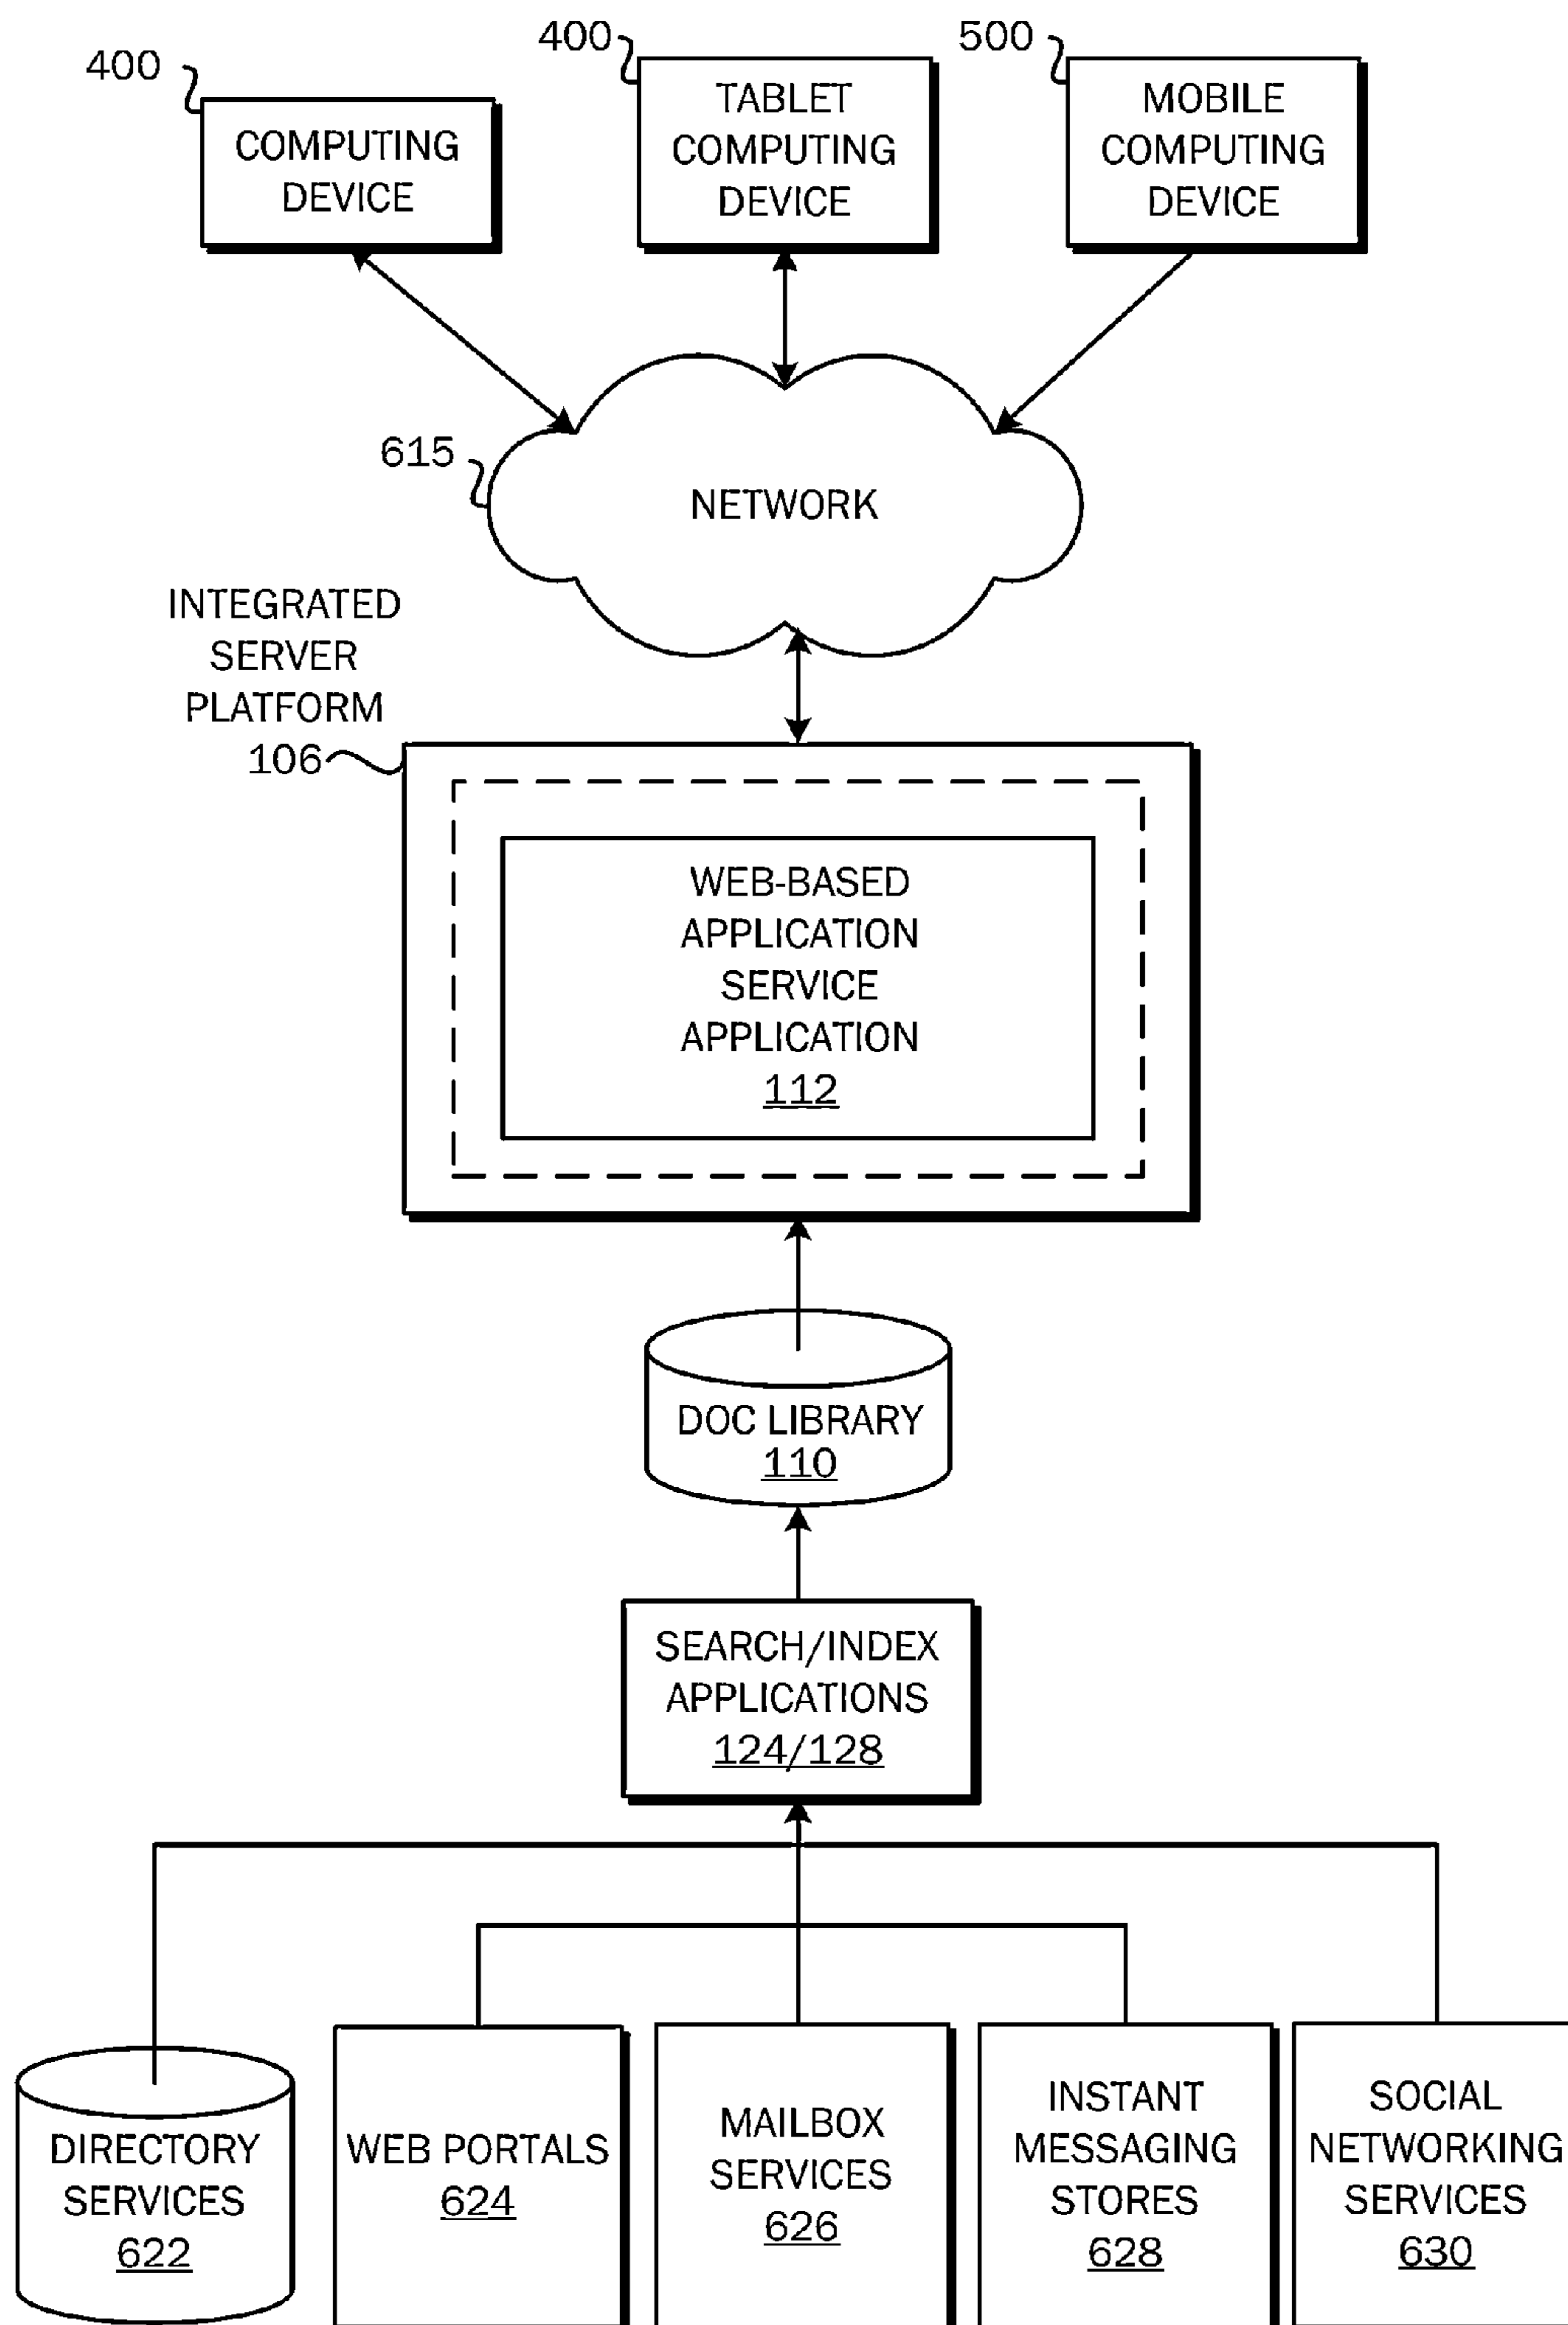 400
COMPUTING
DEVICE
400
TABLET
COMPUTING
DEVICE
500
MOBILE
COMPUTING
DEVICE
615
NETWORK
INTEGRATED
SERVER
PLATFORM
106
WEB-BASED
APPLICATION
SERVICE
APPLICATION
112
DOC LIBRARY
110
SEARCH/INDEX
APPLICATIONS
124/128
DIRECTORY
SERVICES
622
WEB PORTALS
624
MAILBOX
SERVICES
626
INSTANT
MESSAGING
STORES
628
SOCIAL
NETWORKING
SERVICES
630